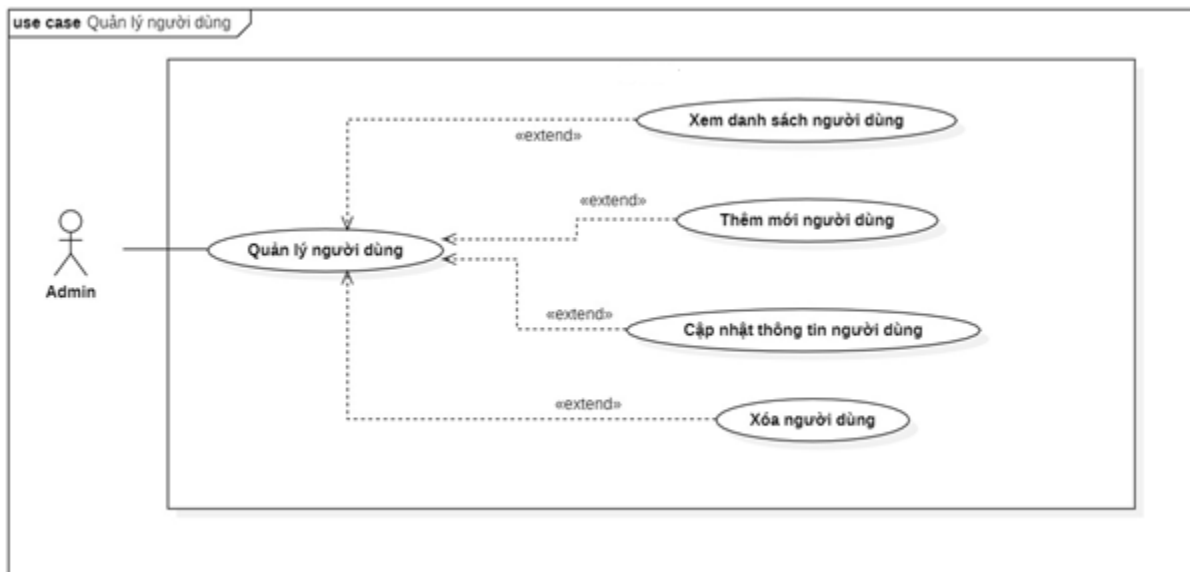 use case Quản lý người dùng
Xem danh sách người dùng
«extend»
«extend»
Thêm mới người dùng
Quản lý người dùng
Admin
«extend»
Cập nhật thông tin người dùng
«extend»
Xóa người dùng